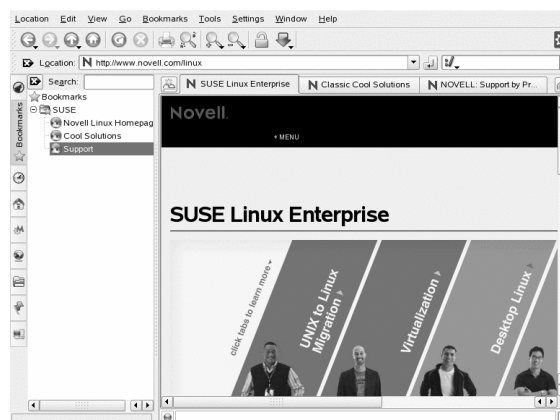 Location Edit View Go Bookmarks Tools Settings Window Help
Location: http://www.novell.com/linux
Search:
SUSE Linux Enterprise
Classic Cool Solutions
NOVELL: Support by Pr...
Bookmarks
Bookmarks
SUSE
Novell Linux Homepag
Cool Solutions
Support
Novell.
+ MENU
SUSE Linux Enterprise
click tabs to learn more
UNIX to Linux
Migration
Virtualization
Desktop Linux